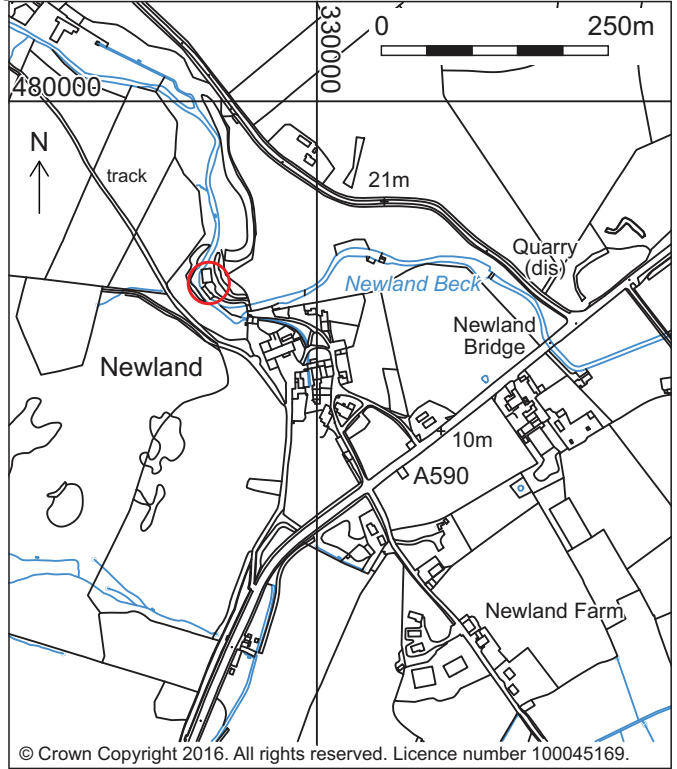 0
250m
330000
480000
N
track
21m
Quarry
(dis)
Newland Beck
Newland
Bridge
Newland
10m
A590
Newland Farm
© Crown Copyright 2016. All rights reserved. Licence number 100045169.